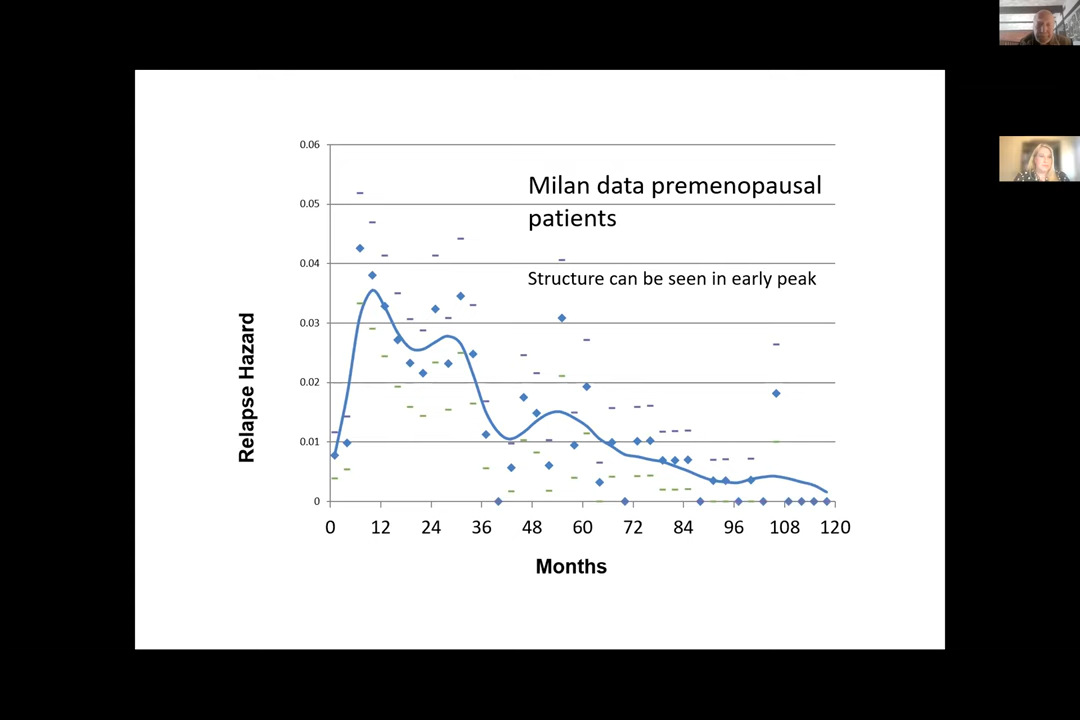 0.06
Milan data premenopausal
patients
0.05
0.04
Structure can be seen in early peak
0.03
0.02
0.01
0
Relapse Hazard
0 12 24 36 48 60 72 84 96 108 120
Months